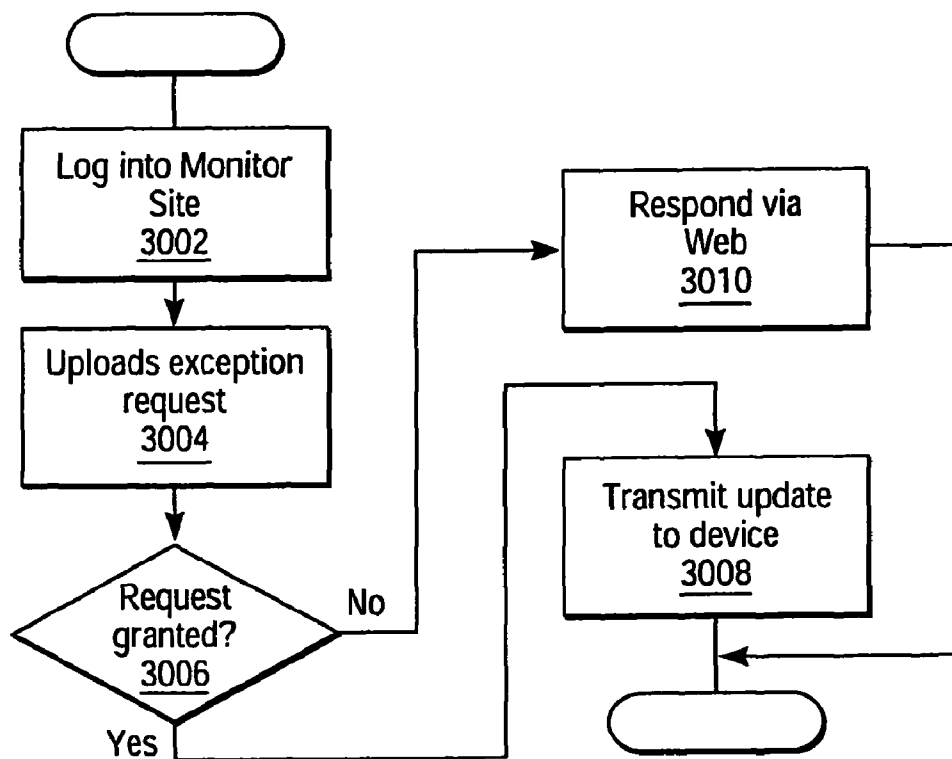 Log into Monitor
Site
3002
Uploads exception
request
3004
Request
granted?
3006
No
Yes
Respond via
Web
3010
Transmit update
to device
3008